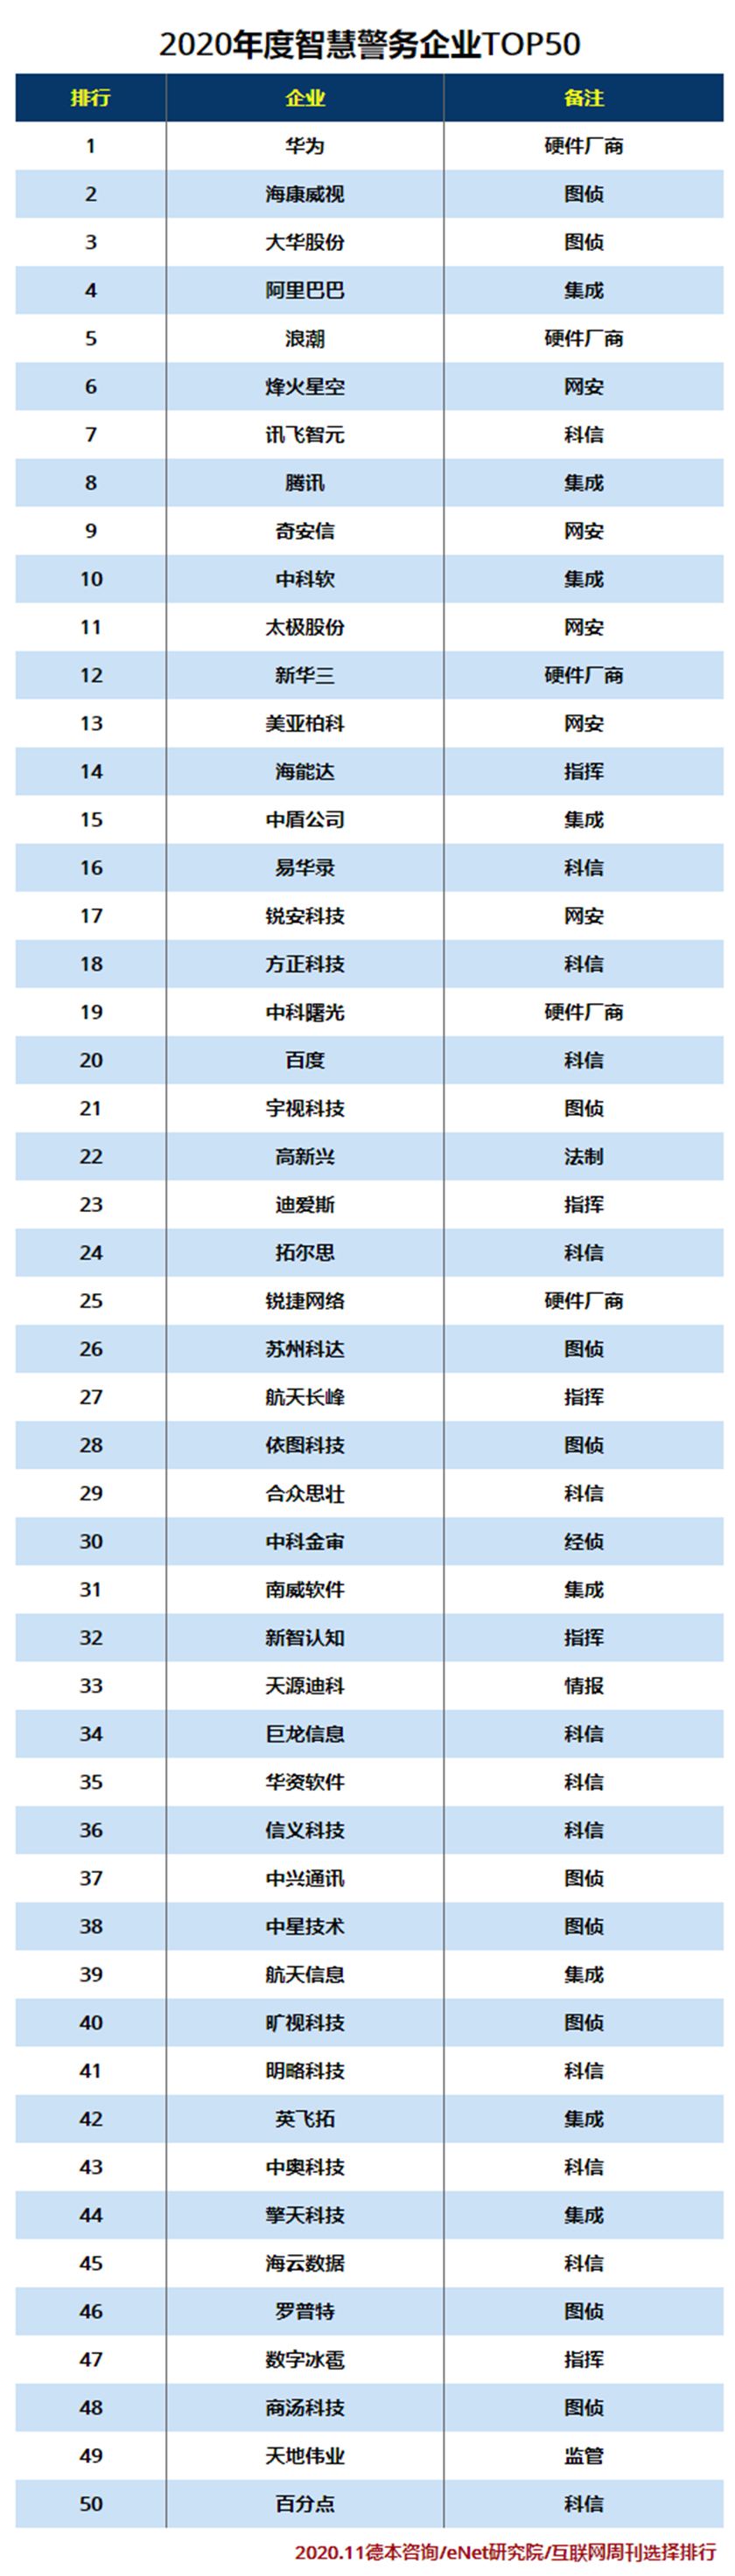 2020年度智慧警务企业TOP50
排行 企业 备注
1 华为 硬件厂商
2 海康威视 图侦
3 大华股份 图侦
4 阿里巴巴 集成
5 浪潮 硬件厂商
6 烽火星空 网安
7 讯飞智元 科信
8 腾讯 集成
9 奇安信 网安
10 中科软 集成
11 太极股份 网安
12 新华三 硬件厂商
13 美亚柏科 网安
14 海能达 指挥
15 中盾公司 集成
16 易华录 科信
17 锐安科技 网安
18 方正科技 科信
19 中科曙光 硬件厂商
20 百度 科信
21 宇视科技 图侦
22 高新兴 法制
23 迪爱斯 指挥
24 拓尔思 科信
25 锐捷网络 硬件厂商
26 苏州科达 图侦
27 航天长峰 指挥
28 依图科技 图侦
29 合众思壮 科信
30 中科金审 经侦
31 南威软件 集成
32 新智认知 指挥
33 天源迪科 情报
34 巨龙信息 科信
35 华资软件 科信
36 信义科技 科信
37 中兴通讯 图侦
38 中星技术 图侦
39 航天信息 集成
40 旷视科技 图侦
41 明略科技 科信
42 英飞拓 集成
43 中奥科技 科信
44 擎天科技 集成
45 海云数据 科信
46 罗普特 图侦
47 数字冰雹 指挥
48 商汤科技 图侦
49 天地伟业 监管
50 百分点 科信
2020.11德本咨询/eNet研究院/互联网周刊选择排行